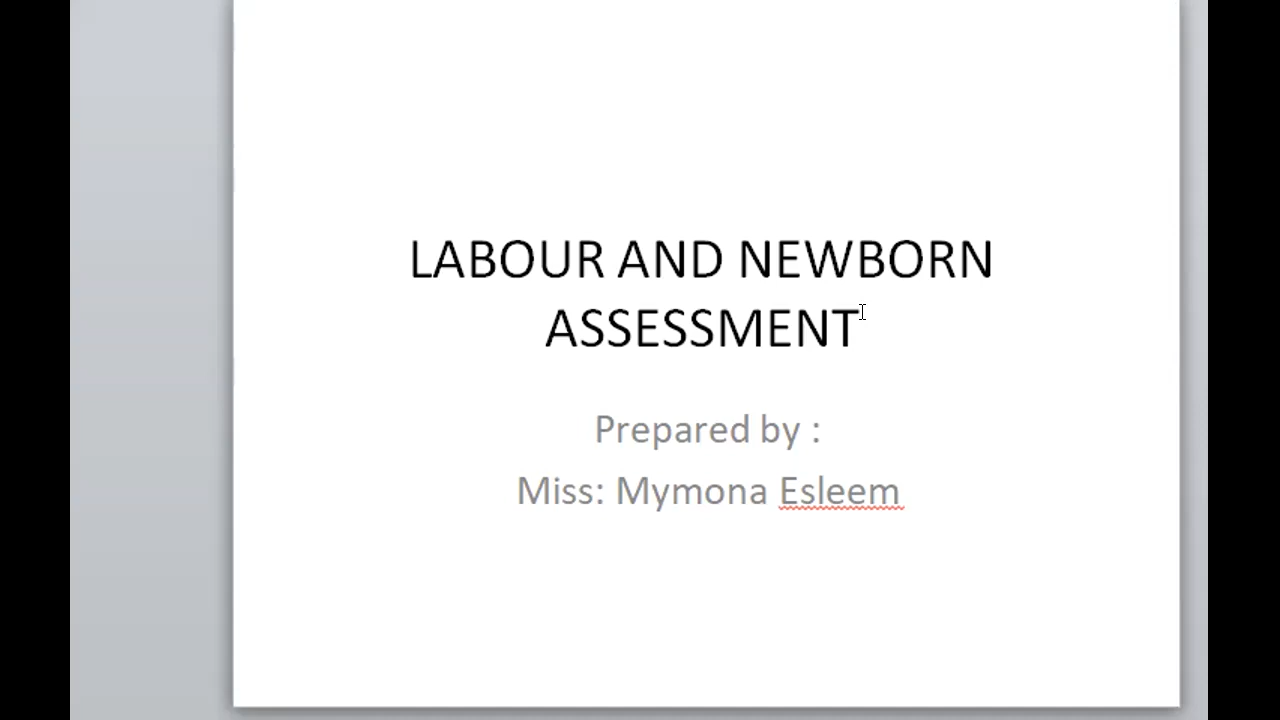 LABOUR AND NEWBORN
ASSESSMENT
Prepared by :
Miss: Mymona Esleem